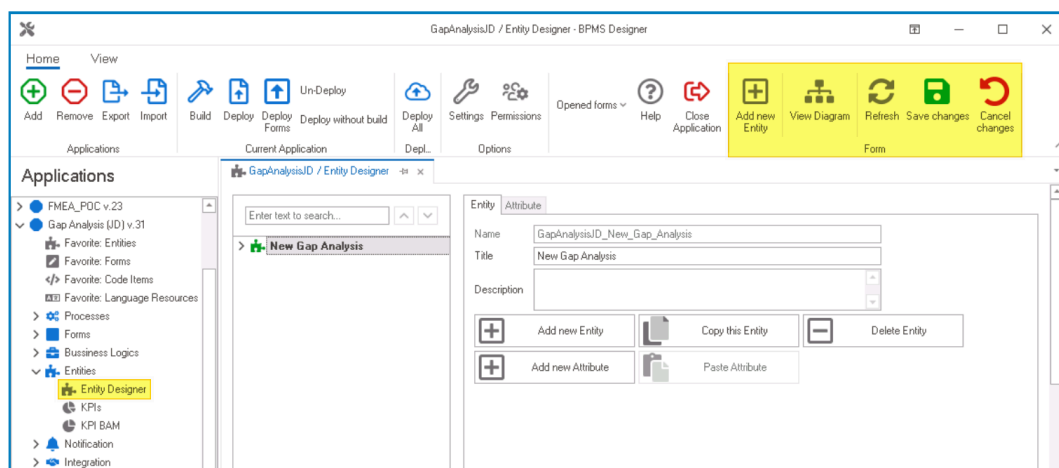 GapAnalysisJD / Entity Designer - BPMS Designer
Home View
Add Remove Export Import Build Deploy Deploy Forms Un-Deploy Deploy without build Deploy All Settings Permissions Opened forms Help Close Application Add new Entity View Diagram Refresh Save changes Cancel changes
Applications Current Application Depl... Options Form
Applications
GapAnalysisJD / Entity Designer
FMEA_POC v.23
Gap Analysis (JD) v.31
Favorite: Entities
Favorite: Forms
Favorite: Code Items
Favorite: Language Resources
Processes
Forms
Bussiness Logics
Entities
Entity Designer
KPIs
KPI BAM
Notification
Integration
Enter text to search...
New Gap Analysis
Entity Attribute
Name GapAnalysisJD_New_Gap_Analysis
Title New Gap Analysis
Description
Add new Entity Copy this Entity Delete Entity
Add new Attribute Paste Attribute